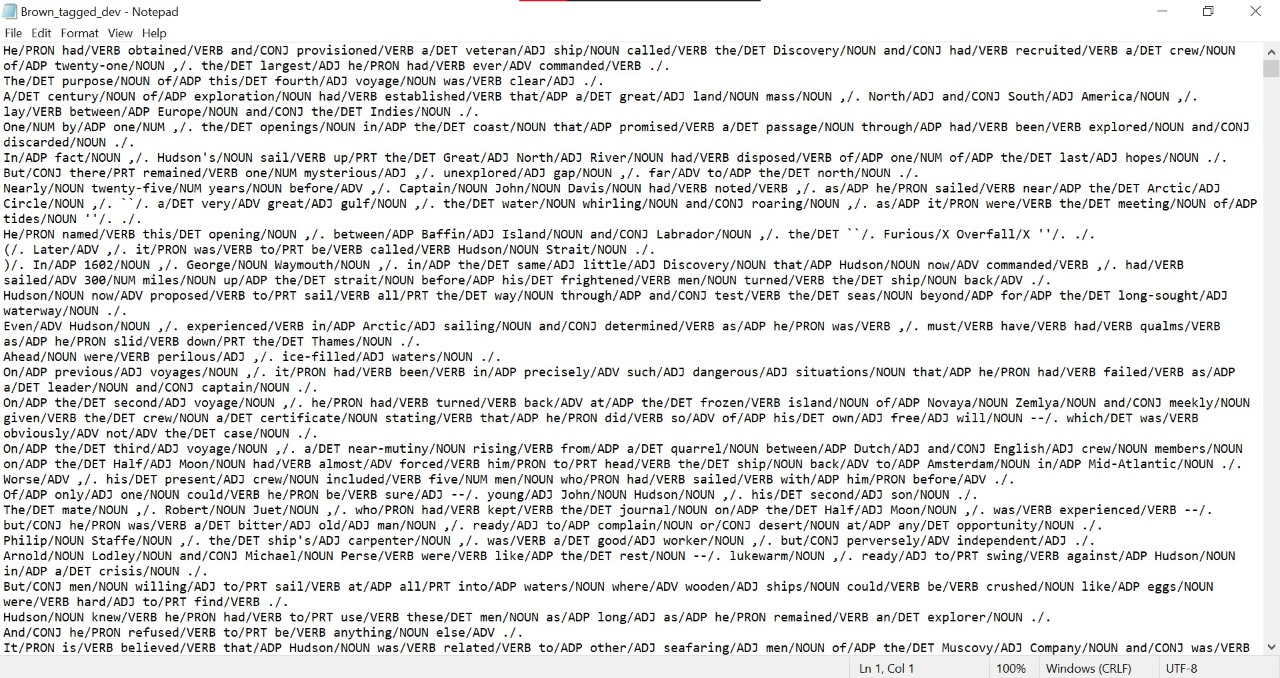 Brown_tagged_dev - Notepad
File Edit Format View Help
He/PRON had/VERB obtained/VERB and/CONJ provisioned/VERB a/DET veteran/ADJ ship/NOUN called/VERB the/DET Discovery/NOUN and/CONJ had/VERB recruited/VERB a/DET crew/NOUN
of/ADP twenty-one/NOUN ,/. the/DET largest/ADJ he/PRON had/VERB ever/ADV commanded/VERB ./.
The/DET purpose/NOUN of/ADP this/DET fourth/ADJ voyage/NOUN was/VERB clear/ADJ ./.
A/DET century/NOUN of/ADP exploration/NOUN had/VERB established/VERB that/ADP a/DET great/ADJ land/NOUN mass/NOUN ,/. North/ADJ and/CONJ South/ADJ America/NOUN ,/.
lay/VERB between/ADP Europe/NOUN and/CONJ the/DET Indies/NOUN ./.
One/NUM by/ADP one/NUM ,/. the/DET openings/NOUN in/ADP the/DET coast/NOUN that/ADP promised/VERB a/DET passage/NOUN through/ADP had/VERB been/VERB explored/NOUN and/CONJ
discarded/NOUN ./.
In/ADP fact/NOUN ,/. Hudson's/NOUN sail/VERB up/PRT the/DET Great/ADJ North/ADJ River/NOUN had/VERB disposed/VERB of/ADP one/NUM of/ADP the/DET last/ADJ hopes/NOUN ./.
But/CONJ there/PRT remained/VERB one/NUM mysterious/ADJ ,/. unexplored/ADJ gap/NOUN ,/. far/ADV to/ADP the/DET north/NOUN ./.
Nearly/NOUN twenty-five/NUM years/NOUN before/ADV ,/. Captain/NOUN John/NOUN Davis/NOUN had/VERB noted/VERB ,/. as/ADP he/PRON sailed/VERB near/ADP the/DET Arctic/ADJ
Circle/NOUN ,/. ``/. a/DET very/ADV great/ADJ gulf/NOUN ,/. the/DET water/NOUN whirling/NOUN and/CONJ roaring/NOUN ,/. as/ADP it/PRON were/VERB the/DET meeting/NOUN of/ADP
tides/NOUN ''/. ./.
He/PRON named/VERB this/DET opening/NOUN ,/. between/ADP Baffin/ADJ Island/NOUN and/CONJ Labrador/NOUN ,/. the/DET ``/. Furious/X Overfall/X ''/. ./.
(/. Later/ADV ,/. it/PRON was/VERB to/PRT be/VERB called/VERB Hudson/NOUN Strait/NOUN ./.
)/. In/ADP 1602/NOUN ,/. George/NOUN Waymouth/NOUN ,/. in/ADP the/DET same/ADJ little/ADJ Discovery/NOUN that/ADP Hudson/NOUN now/ADV commanded/VERB ,/. had/VERB
sailed/ADV 300/NUM miles/NOUN up/ADP the/DET strait/NOUN before/ADP his/DET frightened/VERB men/NOUN turned/VERB the/DET ship/NOUN back/ADV ./.
Hudson/NOUN now/ADV proposed/VERB to/PRT sail/VERB all/PRT the/DET way/NOUN through/ADP and/CONJ test/VERB the/DET seas/NOUN beyond/ADP for/ADP the/DET long-sought/ADJ
waterway/NOUN ./.
Even/ADV Hudson/NOUN ,/. experienced/VERB in/ADP Arctic/ADJ sailing/NOUN and/CONJ determined/VERB as/ADP he/PRON was/VERB ,/. must/VERB have/VERB had/VERB qualms/VERB
as/ADP he/PRON slid/VERB down/PRT the/DET Thames/NOUN ./.
Ahead/NOUN were/VERB perilous/ADJ ,/. ice-filled/ADJ waters/NOUN ./.
On/ADP previous/ADJ voyages/NOUN ,/. it/PRON had/VERB been/VERB in/ADP precisely/ADV such/ADJ dangerous/ADJ situations/NOUN that/ADP he/PRON had/VERB failed/VERB as/ADP
a/DET leader/NOUN and/CONJ captain/NOUN ./.
On/ADP the/DET second/ADJ voyage/NOUN ,/. he/PRON had/VERB turned/VERB back/ADV at/ADP the/DET frozen/VERB island/NOUN of/ADP Novaya/NOUN Zemlya/NOUN and/CONJ meekly/NOUN
given/VERB the/DET crew/NOUN a/DET certificate/NOUN stating/VERB that/ADP he/PRON did/VERB so/ADV of/ADP his/DET own/ADJ free/ADJ will/NOUN --/. which/DET was/VERB
obviously/ADV not/ADV the/DET case/NOUN ./.
On/ADP the/DET third/ADJ voyage/NOUN ,/. a/DET near-mutiny/NOUN rising/VERB from/ADP a/DET quarrel/NOUN between/ADP Dutch/ADJ and/CONJ English/ADJ crew/NOUN members/NOUN
on/ADP the/DET Half/ADJ Moon/NOUN had/VERB almost/ADV forced/VERB him/PRON to/PRT head/VERB the/DET ship/NOUN back/ADV to/ADP Amsterdam/NOUN in/ADP Mid-Atlantic/NOUN ./.
Worse/ADV ,/. his/DET present/ADJ crew/NOUN included/VERB five/NUM men/NOUN who/PRON had/VERB sailed/VERB with/ADP him/PRON before/ADV ./.
Of/ADP only/ADJ one/NOUN could/VERB he/PRON be/VERB sure/ADJ --/. young/ADJ John/NOUN Hudson/NOUN ,/. his/DET second/ADJ son/NOUN ./.
The/DET mate/NOUN ,/. Robert/NOUN Juet/NOUN ,/. who/PRON had/VERB kept/VERB the/DET journal/NOUN on/ADP the/DET Half/ADJ Moon/NOUN ,/. was/VERB experienced/VERB --/.
but/CONJ he/PRON was/VERB a/DET bitter/ADJ old/ADJ man/NOUN ,/. ready/ADJ to/ADP complain/NOUN or/CONJ desert/NOUN at/ADP any/DET opportunity/NOUN ./.
Philip/NOUN Staffe/NOUN ,/. the/DET ship's/ADJ carpenter/NOUN ,/. was/VERB a/DET good/ADJ worker/NOUN ,/. but/CONJ perversely/ADV independent/ADJ ./.
Arnold/NOUN Lodley/NOUN and/CONJ Michael/NOUN Perse/VERB were/VERB like/ADP the/DET rest/NOUN --/. lukewarm/NOUN ,/. ready/ADJ to/PRT swing/VERB against/ADP Hudson/NOUN
in/ADP a/DET crisis/NOUN ./.
But/CONJ men/NOUN willing/ADJ to/PRT sail/VERB at/ADP all/PRT into/ADP waters/NOUN where/ADV wooden/ADJ ships/NOUN could/VERB be/VERB crushed/NOUN like/ADP eggs/NOUN
were/VERB hard/ADJ to/PRT find/VERB ./.
Hudson/NOUN knew/VERB he/PRON had/VERB to/PRT use/VERB these/DET men/NOUN as/ADP long/ADJ as/ADP he/PRON remained/VERB an/DET explorer/NOUN ./.
And/CONJ he/PRON refused/VERB to/PRT be/VERB anything/NOUN else/ADV ./.
It/PRON is/VERB believed/VERB that/ADP Hudson/NOUN was/VERB related/VERB to/ADP other/ADJ seafaring/ADJ men/NOUN of/ADP the/DET Muscovy/ADJ Company/NOUN and/CONJ was/VERB
Ln 1, Col 1 100% Windows (CRLF) UTF-8